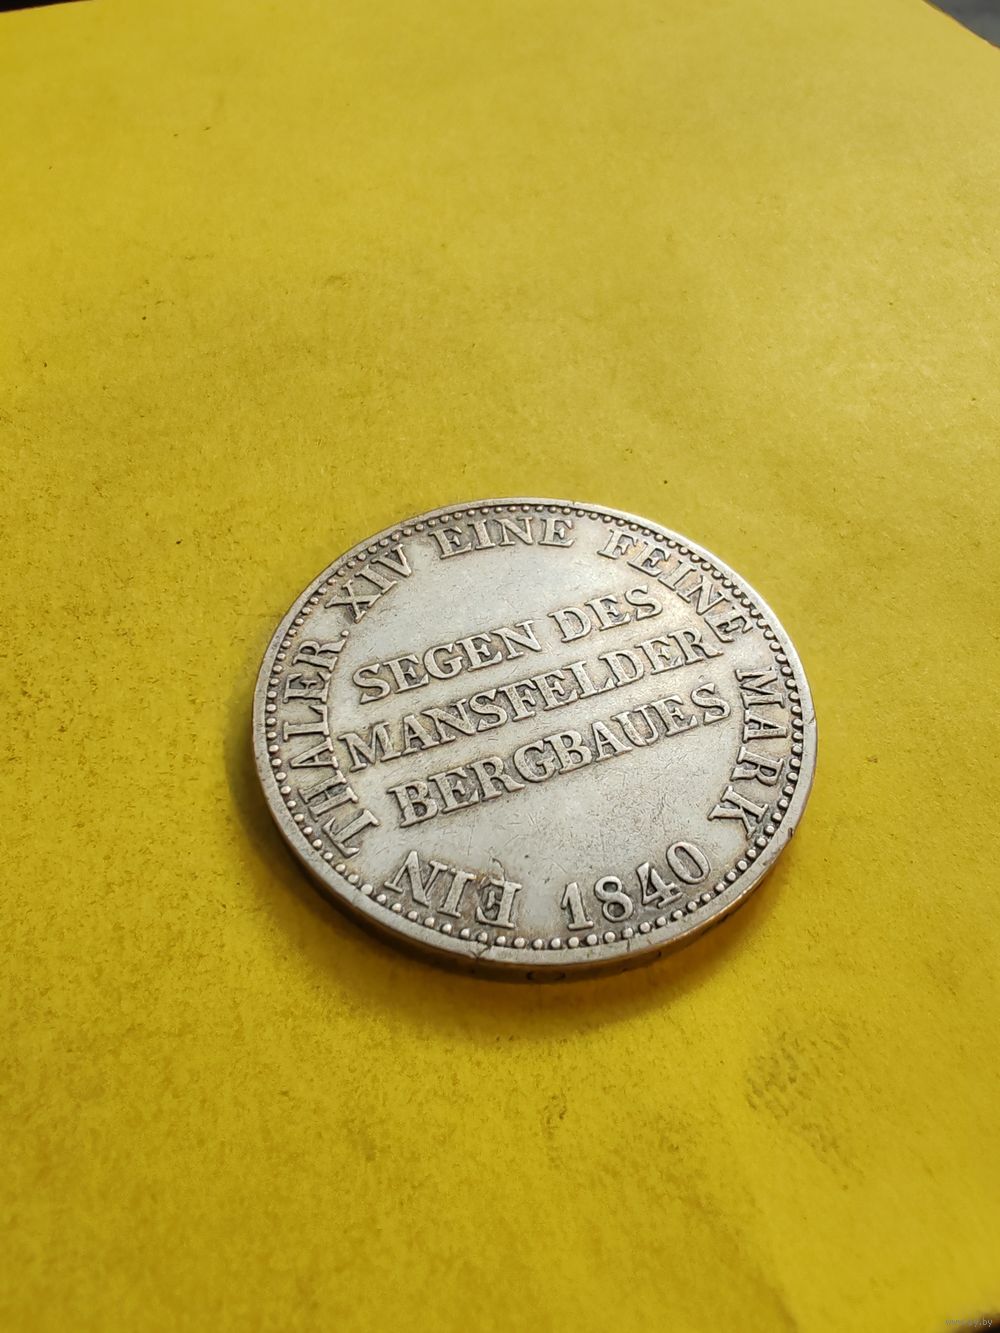 EIN THALER. XIV EINE FEINE MARK 1840
SEGEN DES
MANSFELDER
BERGBAUES